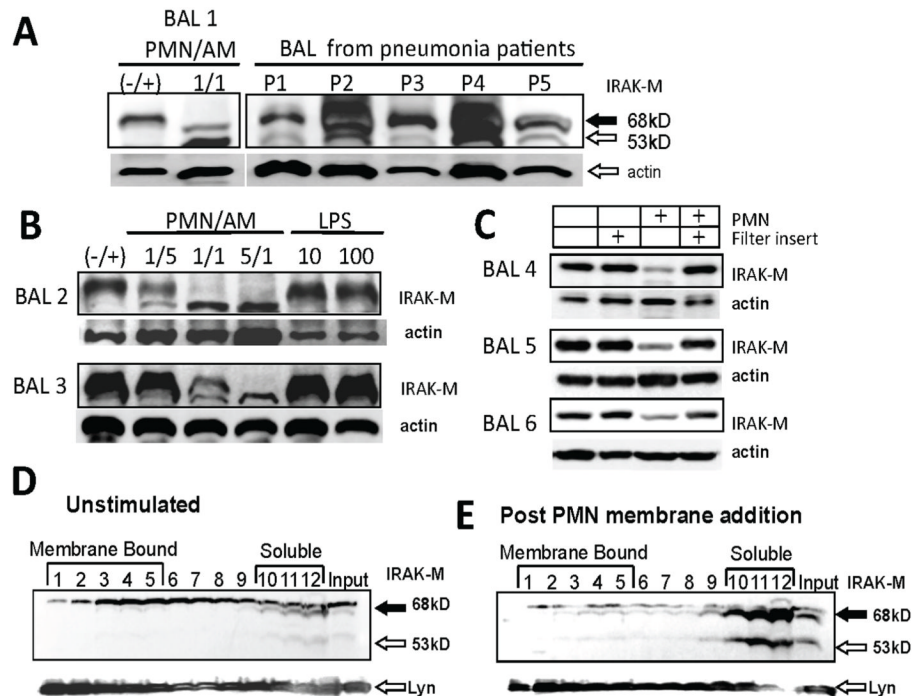 A
BAL 1
PMN/AM
BAL from pneumonia patients
(-/+) 1/1 P1 P2 P3 P4 P5 IRAK-M
68kD
53kD
actin
B
PMN/AM LPS
(-/+) 1/5 1/1 5/1 10 100
BAL 2 IRAK-M
actin
BAL 3 IRAK-M
actin
C
+ + PMN
+ + Filter insert
BAL 4 IRAK-M
actin
BAL 5 IRAK-M
actin
BAL 6 IRAK-M
actin
D
Unstimulated
Membrane Bound Soluble
1 2 3 4 5 6 7 8 9 10 11 12 Input IRAK-M
68kD
53kD
Lyn
E
Post PMN membrane addition
Membrane Bound Soluble
1 2 3 4 5 6 7 8 9 10 11 12 Input IRAK-M
68kD
53kD
Lyn